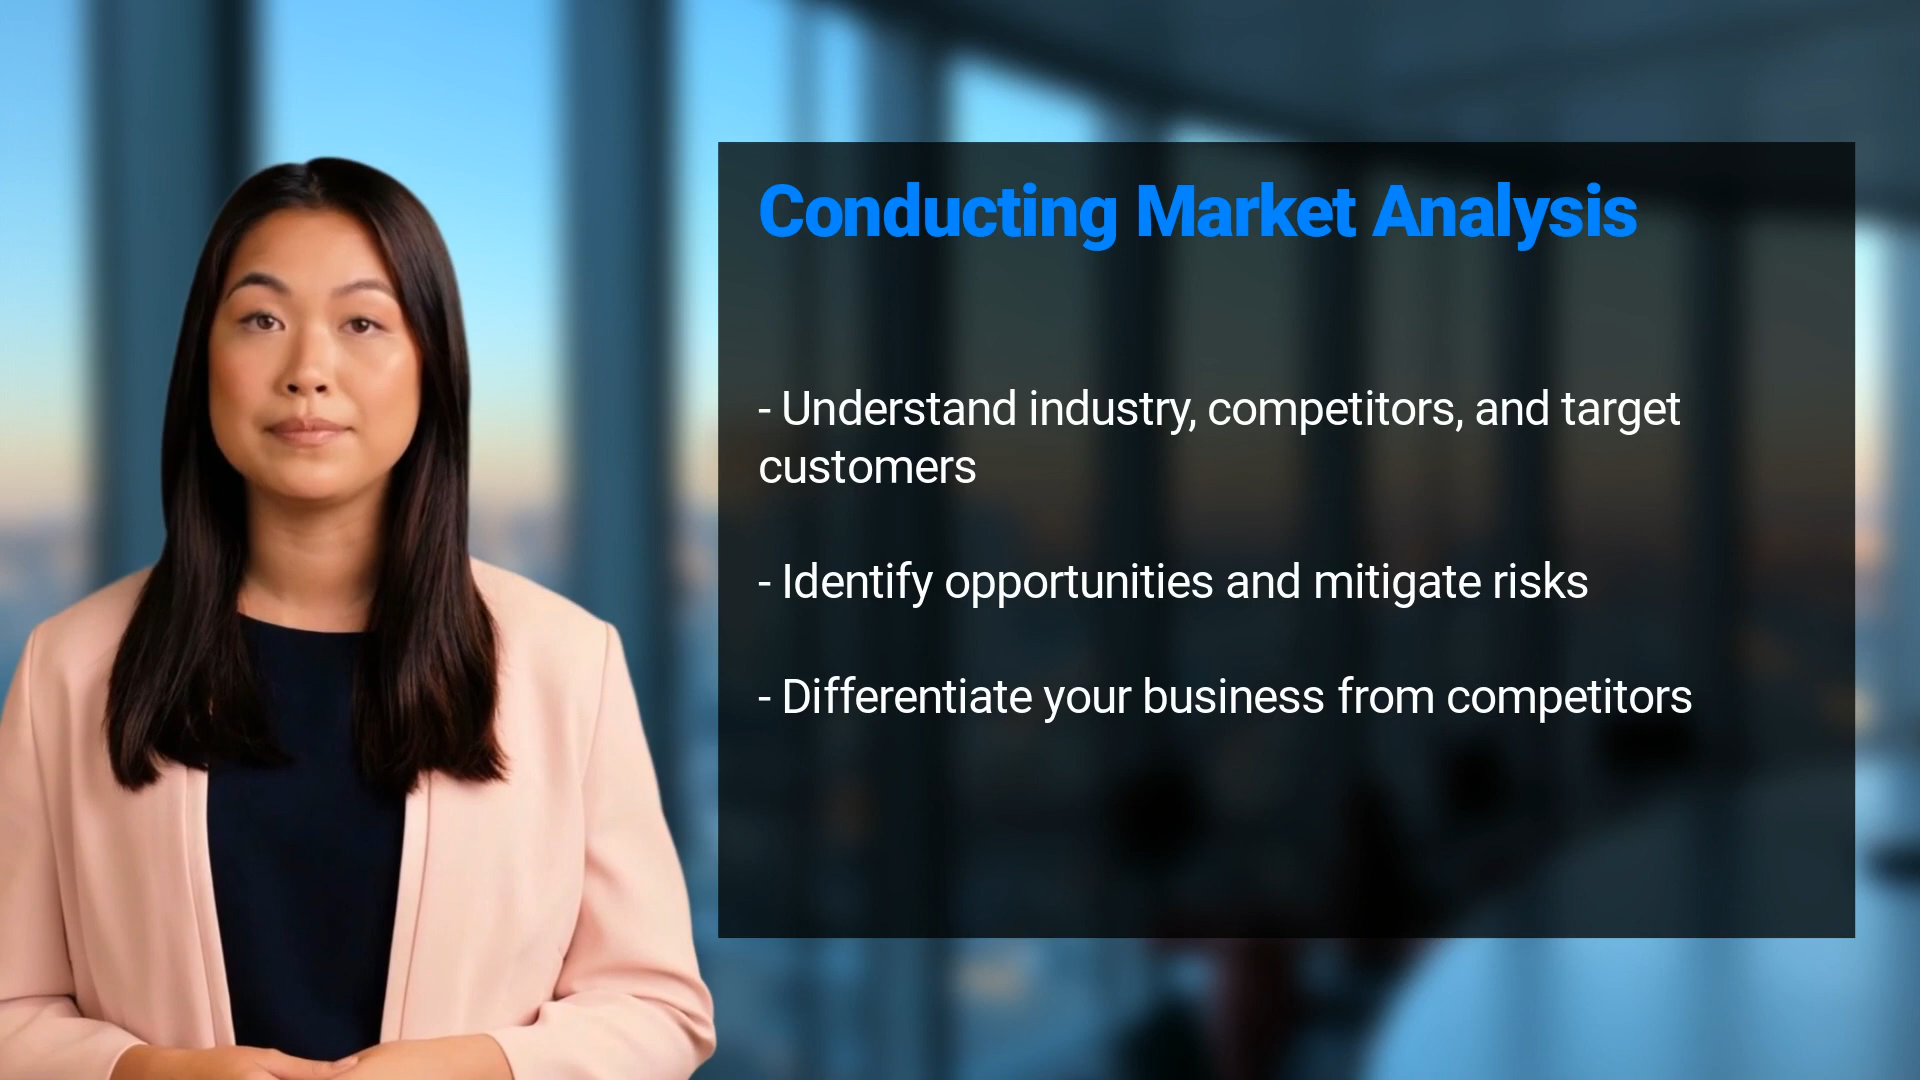 Conducting Market Analysis
- Understand industry, competitors, and target
customers
- Identify opportunities and mitigate risks
- Differentiate your business from competitors